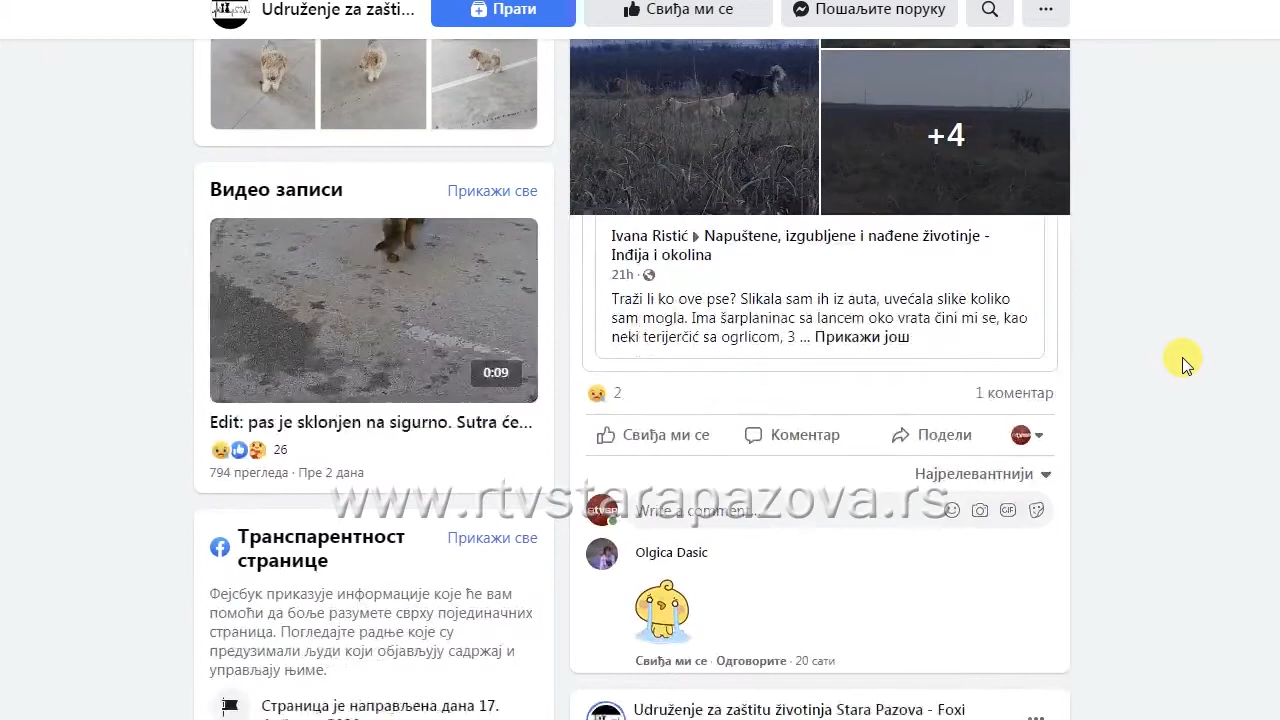 Udruženje za zašti...
Прати
Свиђа ми се
Пошаљите поруку
Видео записи
Прикажи све
0:09
Edit: pas je sklonjen na sigurno. Sutra će...
26
794 прегледа · Пре 2 дана
Транспарентност
странице
Прикажи све
Фејсбук приказује информације које ће вам
помоћи да боље разумете сврху појединачних
страница. Погледајте радње које су
предузимали људи који објављују садржај и
управљају њиме.
Страница је направљена дана 17.
+4
Ivana Ristić Napuštene, izgubljene i nađene životinje -
Inđija i okolina
21h ·
Traži li ko ove pse? Slikala sam ih iz auta, uvećala slike koliko
sam mogla. Ima šarplaninac sa lancem oko vrata čini mi se, kao
neki terijerčić sa ogrlicom, 3 ... Прикажи још
2
1 коментар
Свиђа ми се
Коментар
Подели
Најрелевантнији
www.rtvstarapazova.rs
Write a comment...
GIF
Olgica Dasic
Свиђа ми се · Одговорите · 20 сати
Udruženje za zaštitu životinja Stara Pazova - Foxi